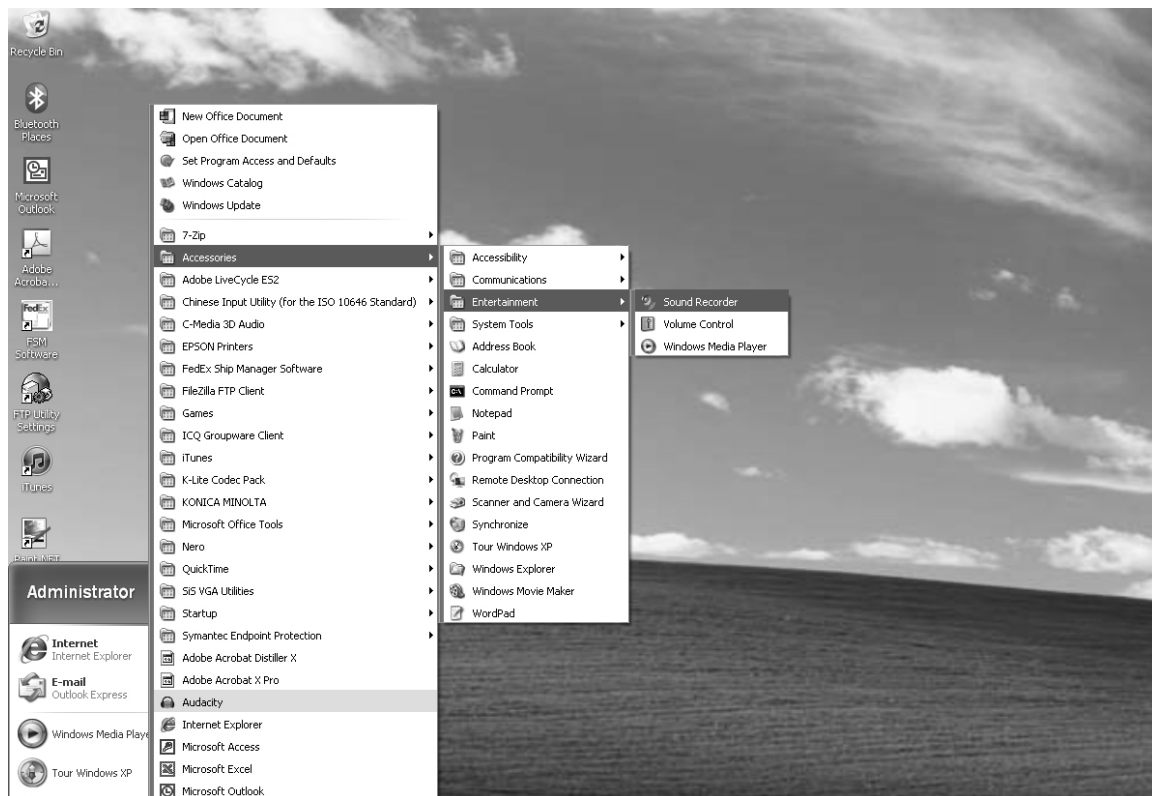 Recycle Bin
Bluetooth
Places
Microsoft
Outlook
Adobe
Acroba...
FedEx
FSM
Software
FTP Utility
Settings
iTunes
Paint.NET
Administrator
Internet
Internet Explorer
E-mail
Outlook Express
Windows Media Playe
Tour Windows XP
New Office Document
Open Office Document
Set Program Access and Defaults
Windows Catalog
Windows Update
7-Zip
Accessories
Adobe LiveCycle ES2
Chinese Input Utility (for the ISO 10646 Standard)
C-Media 3D Audio
EPSON Printers
FedEx Ship Manager Software
FileZilla FTP Client
Games
ICQ Groupware Client
iTunes
K-Lite Codec Pack
KONICA MINOLTA
Microsoft Office Tools
Nero
QuickTime
SiS VGA Utilities
Startup
Symantec Endpoint Protection
Adobe Acrobat Distiller X
Adobe Acrobat X Pro
Audacity
Internet Explorer
Microsoft Access
Microsoft Excel
Microsoft Outlook
Accessibility
Communications
Entertainment
System Tools
Address Book
Calculator
Command Prompt
Notepad
Paint
Program Compatibility Wizard
Remote Desktop Connection
Scanner and Camera Wizard
Synchronize
Tour Windows XP
Windows Explorer
Windows Movie Maker
WordPad
Sound Recorder
Volume Control
Windows Media Player